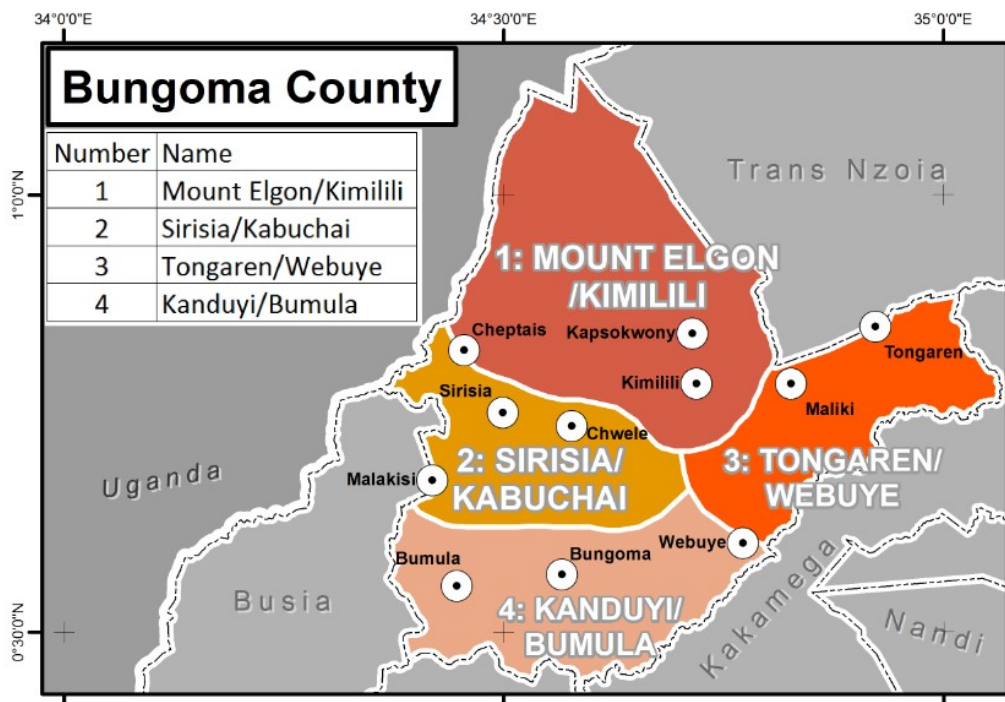 34°0'0"E 34°30'0"E 35°0'0"E
Bungoma County
Number Name
1 Mount Elgon/Kimilili
2 Sirisia/Kabuchai
3 Tongaren/Webuye
4 Kanduyi/Bumula
1°0'0"N
0°30'0"N
Trans Nzoia
1: MOUNT ELGON
/KIMILILI
Cheptais
Kapsokwony
Tongaren
Kimilili
Maliki
Sirisia
Chwele
2: SIRISIA/
KABUCHAI
3: TONGAREN/
WEBUYE
Malakisi
Uganda
Webuye
Bumula
Bungoma
Busia
4: KANDUYI/
BUMULA
Kakamega
Nandi